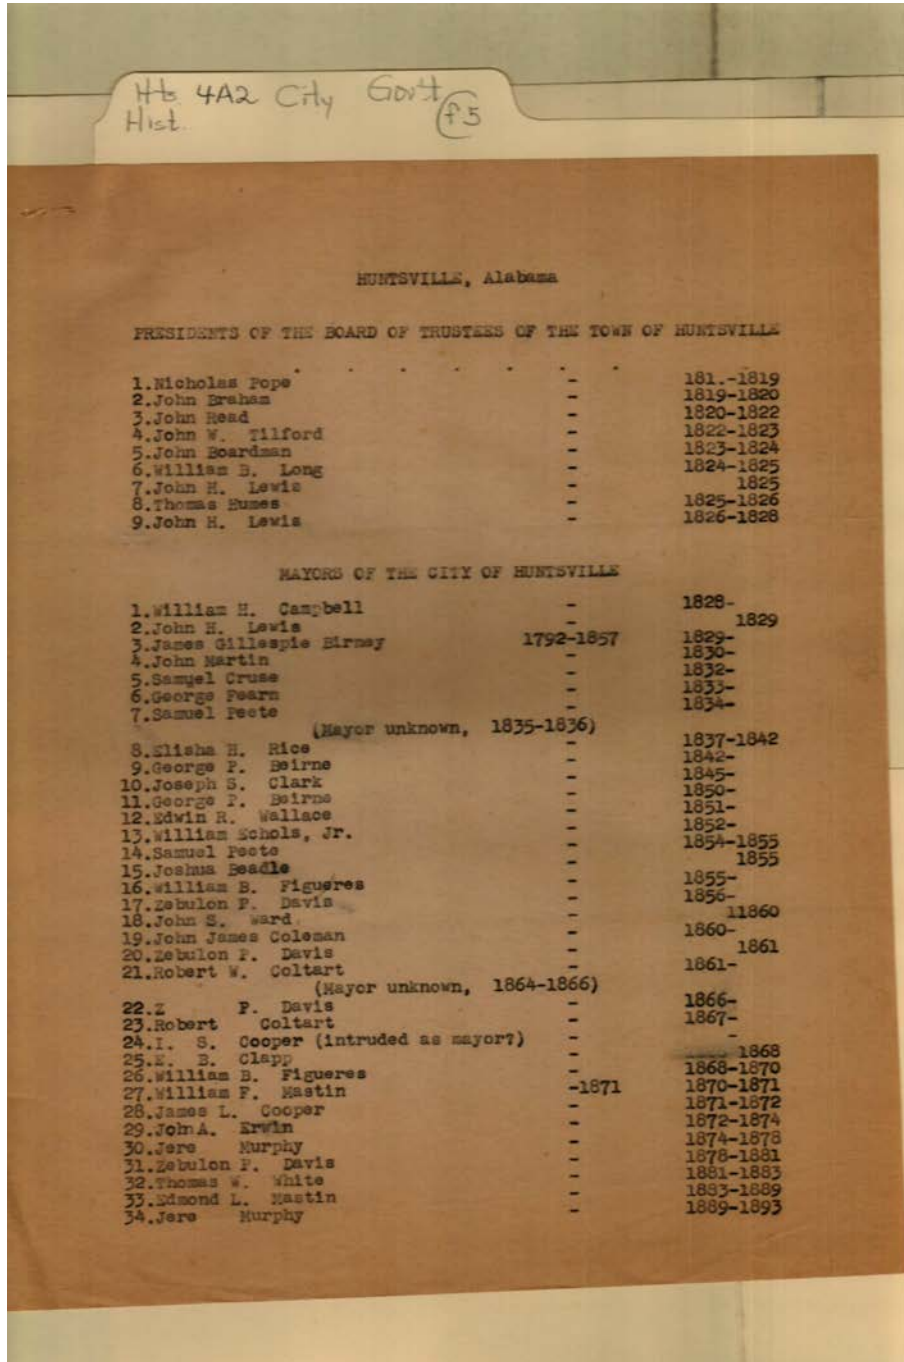 Hts 4A2 City Gov't
Hist. f.5
HUNTSVILLE, Alabama
PRESIDENTS OF THE BOARD OF TRUSTEES OF THE TOWN OF HUNTSVILLE
. . . . . . .
1.Nicholas Pope - 181.-1819
2.John Braham - 1819-1820
3.John Read - 1820-1822
4.John W. Tilford - 1822-1823
5.John Boardman - 1823-1824
6.William B. Long - 1824-1825
7.John H. Lewis - 1825
8.Thomas Humes - 1825-1826
9.John H. Lewis - 1826-1828
MAYORS OF THE CITY OF HUNTSVILLE
1.William H. Campbell - 1828-
2.John H. Lewis - 1829
3.James Gillespie Birney 1792-1857 1829-
4.John Martin - 1830-
5.Samuel Cruse - 1832-
6.George Fearn - 1833-
7.Samuel Peete - 1834-
(Mayor unknown, 1835-1836)
8.Elisha H. Rice - 1837-1842
9.George P. Beirne - 1842-
10.Joseph S. Clark - 1845-
11.George P. Beirne - 1850-
12.Edwin R. Wallace - 1851-
13.William Echols, Jr. - 1852-
14.Samuel Peete - 1854-1855
15.Joshua Beadle - 1855
16.William B. Figueres - 1855-
17.Zebulon P. Davis - 1856-
18.John S. Ward - 11860
19.John James Coleman - 1860-
20.Zebulon P. Davis - 1861
21.Robert W. Coltart - 1861-
(Mayor unknown, 1864-1866)
22.Z P. Davis - 1866-
23.Robert Coltart - 1867-
24.I. S. Cooper (intruded as mayor?) - -
25.E. B. Clapp - 1868
26.William B. Figueres - 1868-1870
27.William F. Mastin -1871 1870-1871
28.James L. Cooper - 1871-1872
29.John A. Erwin - 1872-1874
30.Jere Murphy - 1874-1878
31.Zebulon P. Davis - 1878-1881
32.Thomas W. White - 1881-1883
33.Edmond L. Mastin - 1883-1889
34.Jere Murphy - 1889-1893